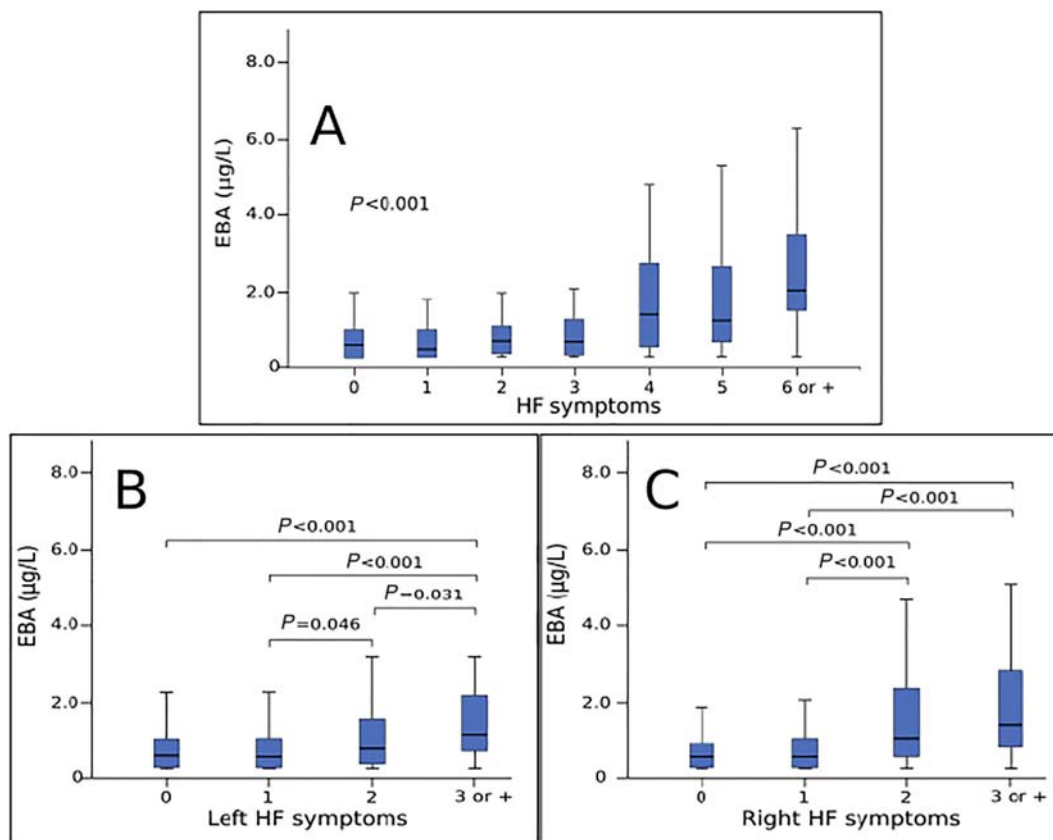 A
EBA (µg/L)
8.0
6.0
4.0
2.0
0
P<0.001
0 1 2 3 4 5 6 or +
HF symptoms
B
EBA (µg/L)
8.0
6.0
4.0
2.0
0
P<0.001
P<0.001
P=0.031
P=0.046
0 1 2 3 or +
Left HF symptoms
C
EBA (µg/L)
8.0
6.0
4.0
2.0
0
P<0.001
P<0.001
P<0.001
P<0.001
0 1 2 3 or +
Right HF symptoms